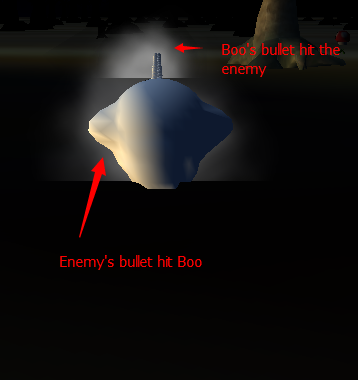 Boo's bullet hit the
enemy
Enemy's bullet hit Boo